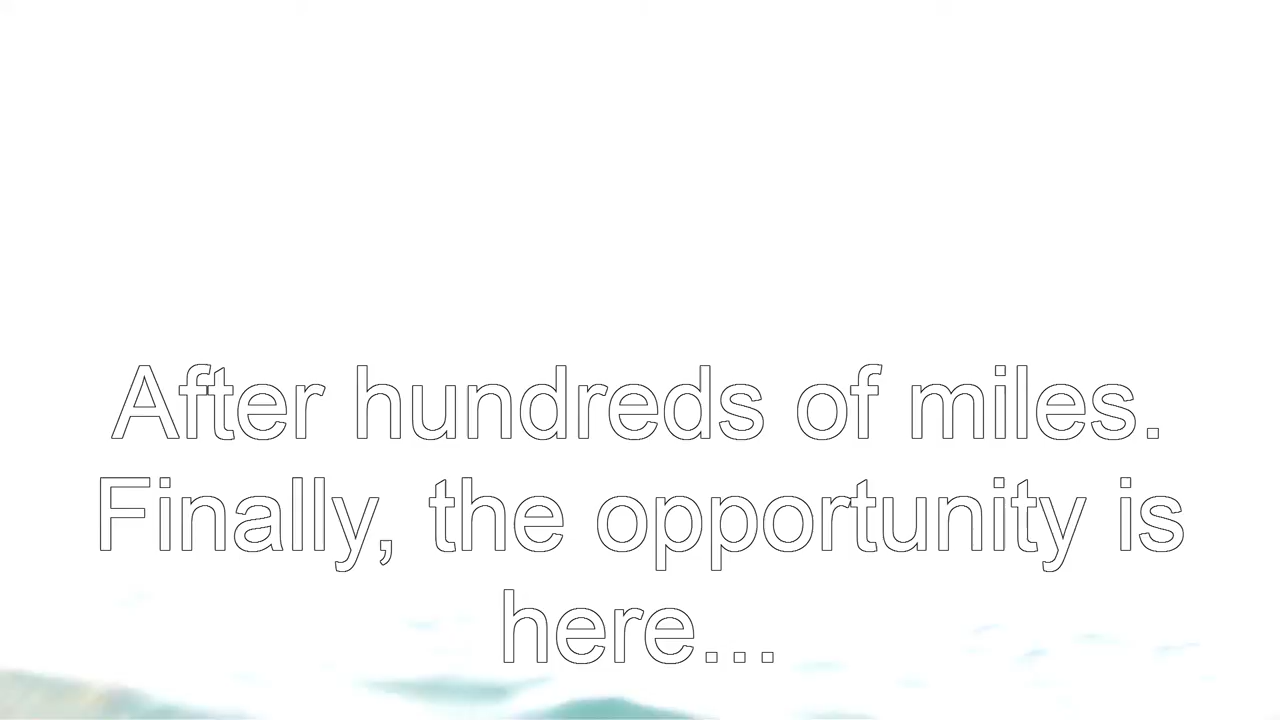 After hundreds of miles.
Finally, the opportunity is
here...